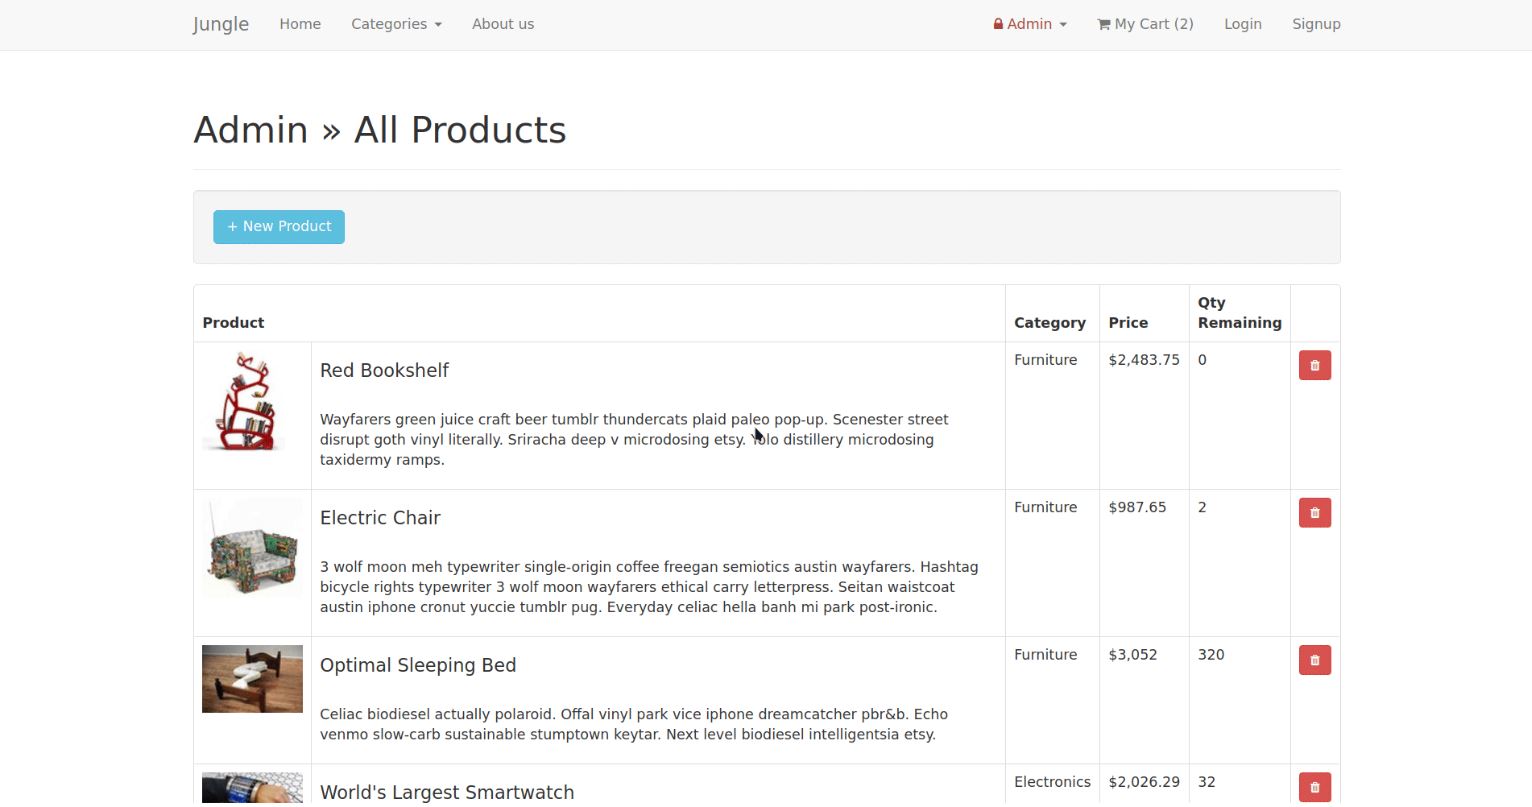 Jungle Home Categories About us Admin My Cart (2) Login Signup
Admin » All Products
+ New Product
Product Category Price Qty Remaining
Red Bookshelf Furniture $2,483.75 0
Wayfarers green juice craft beer tumblr thundercats plaid paleo pop-up. Scenester street
disrupt goth vinyl literally. Sriracha deep v microdosing etsy. Yolo distillery microdosing
taxidermy ramps.
Electric Chair Furniture $987.65 2
3 wolf moon meh typewriter single-origin coffee freegan semiotics austin wayfarers. Hashtag
bicycle rights typewriter 3 wolf moon wayfarers ethical carry letterpress. Seitan waistcoat
austin iphone cronut yuccie tumblr pug. Everyday celiac hella banh mi park post-ironic.
Optimal Sleeping Bed Furniture $3,052 320
Celiac biodiesel actually polaroid. Offal vinyl park vice iphone dreamcatcher pbr&b. Echo
venmo slow-carb sustainable stumptown keytar. Next level biodiesel intelligentsia etsy.
World's Largest Smartwatch Electronics $2,026.29 32